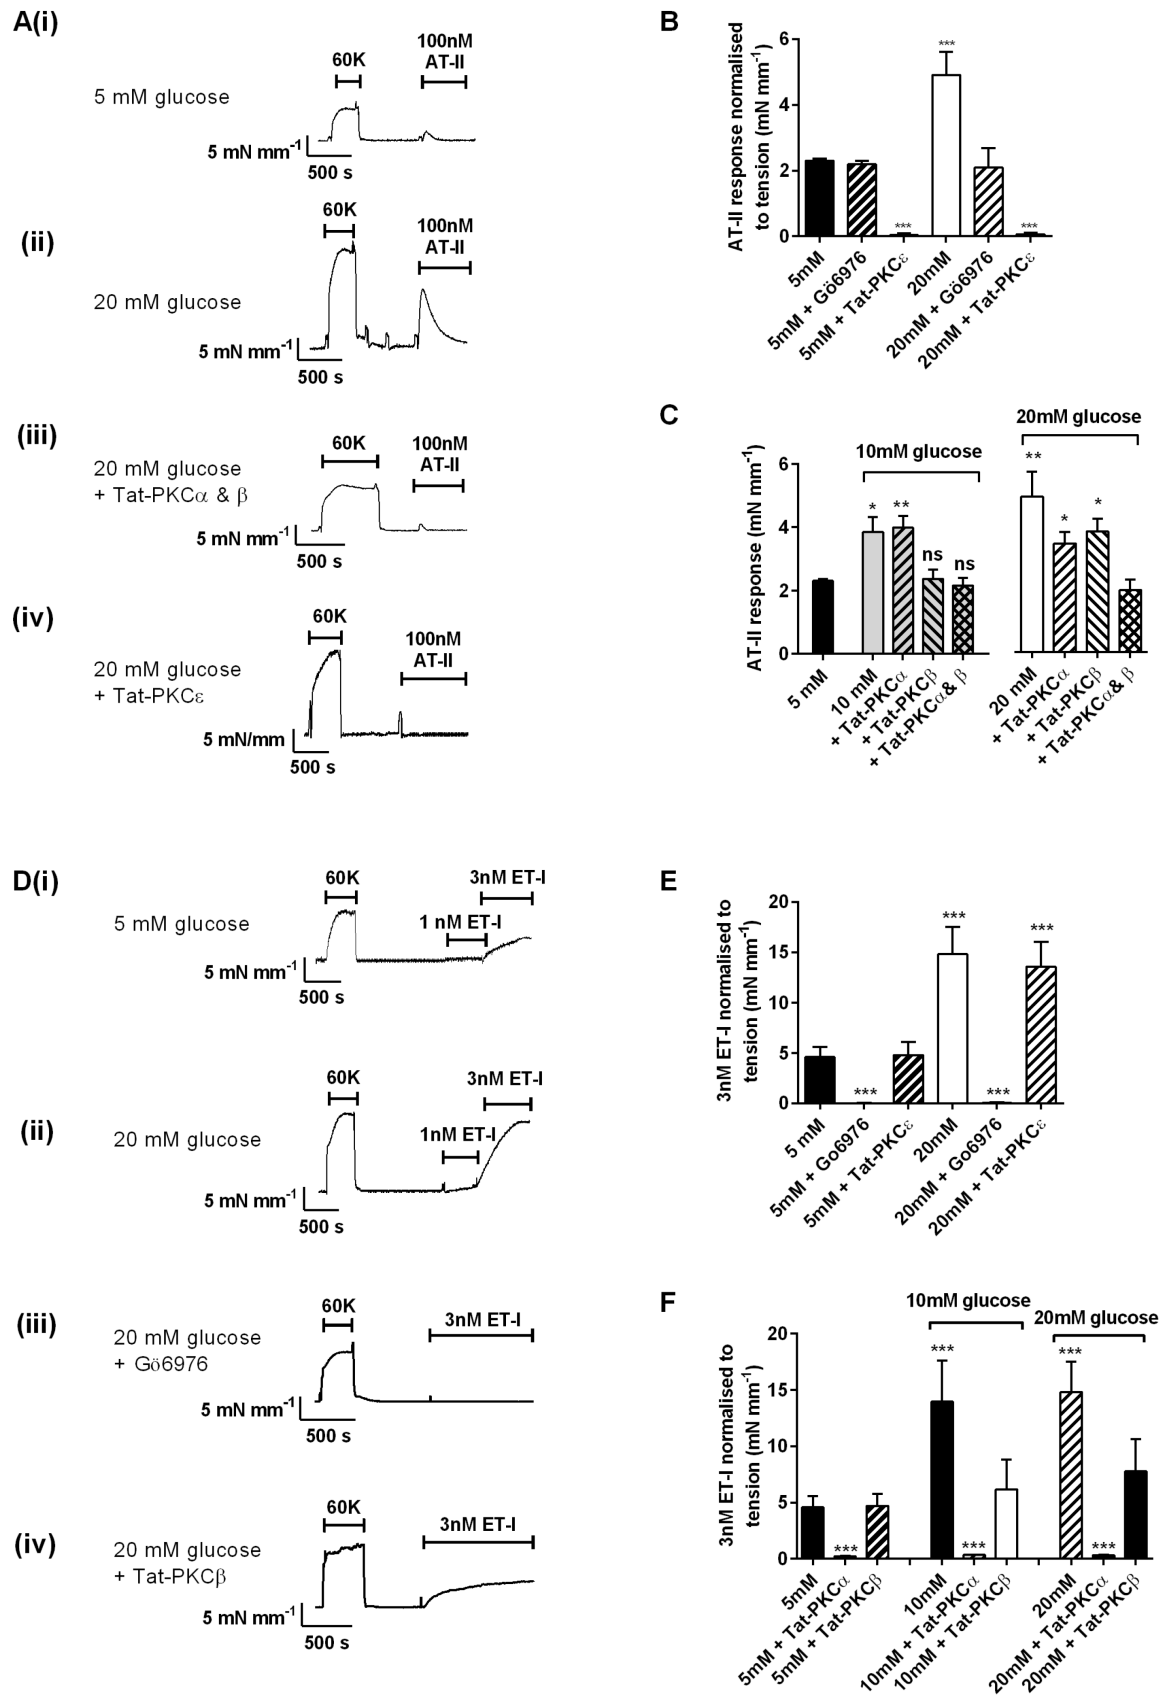 A(i)
5 mM glucose
60K
100nM
AT-II
5 mN mm-1
500 s
(ii)
20 mM glucose
60K
100nM
AT-II
5 mN mm-1
500 s
(iii)
20 mM glucose
+ Tat-PKCα & β
60K
100nM
AT-II
5 mN mm-1
500 s
(iv)
20 mM glucose
+ Tat-PKCε
60K
100nM
AT-II
5 mN/mm
500 s
B
AT-II response normalised
to tension (mN mm-1)
6
4
2
0
***
***
***
5mM
5mM + Gö6976
5mM + Tat-PKCε
20mM
20mM + Gö6976
20mM + Tat-PKCε
C
AT-II response (mN mm-1)
6
4
2
0
10mM glucose
20mM glucose
*
**
ns
ns
**
*
*
5 mM
10 mM
+ Tat-PKCα
+ Tat-PKCβ
+ Tat-PKCα& β
20 mM
+ Tat-PKCα
+ Tat-PKCβ
+ Tat-PKCα& β
D(i)
5 mM glucose
60K
1 nM ET-I
3nM ET-I
5 mN mm-1
500 s
(ii)
20 mM glucose
60K
1nM ET-I
3nM ET-I
5 mN mm-1
500 s
(iii)
20 mM glucose
+ Gö6976
60K
3nM ET-I
5 mN mm-1
500 s
(iv)
20 mM glucose
+ Tat-PKCβ
60K
3nM ET-I
5 mN mm-1
500 s
E
3nM ET-I normalised to
tension (mN mm-1)
20
15
10
5
0
***
***
***
***
5 mM
5mM + Go6976
5mM + Tat-PKCε
20mM
20mM + Go6976
20mM + Tat-PKCε
F
3nM ET-I normalised to
tension (mN mm-1)
20
15
10
5
0
10mM glucose
20mM glucose
***
***
***
***
***
5mM
5mM + Tat-PKCα
5mM + Tat-PKCβ
10mM
10mM + Tat-PKCα
10mM + Tat-PKCβ
20mM
20mM + Tat-PKCα
20mM + Tat-PKCβ